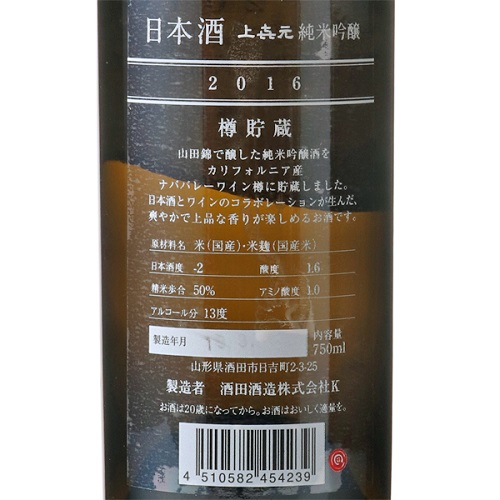 日本酒 上㐂元 純米吟醸
2016
樽貯蔵
山田錦で醸した純米吟醸酒を
カリフォルニア産
ナパバレーワイン樽に貯蔵しました。
日本酒とワインのコラボレーションが生んだ、
爽やかで上品な香りが楽しめるお酒です。
原材料名 米(国産)・米麹(国産米)
日本酒度 -2 酸度 1.6
精米歩合 50% アミノ酸度 1.0
アルコール分 13度
製造年月 内容量
750ml
山形県酒田市日吉町2-3-25
製造者 酒田酒造株式会社K
お酒は20歳になってから。お酒はおいしく適量を。
4 510582 454239